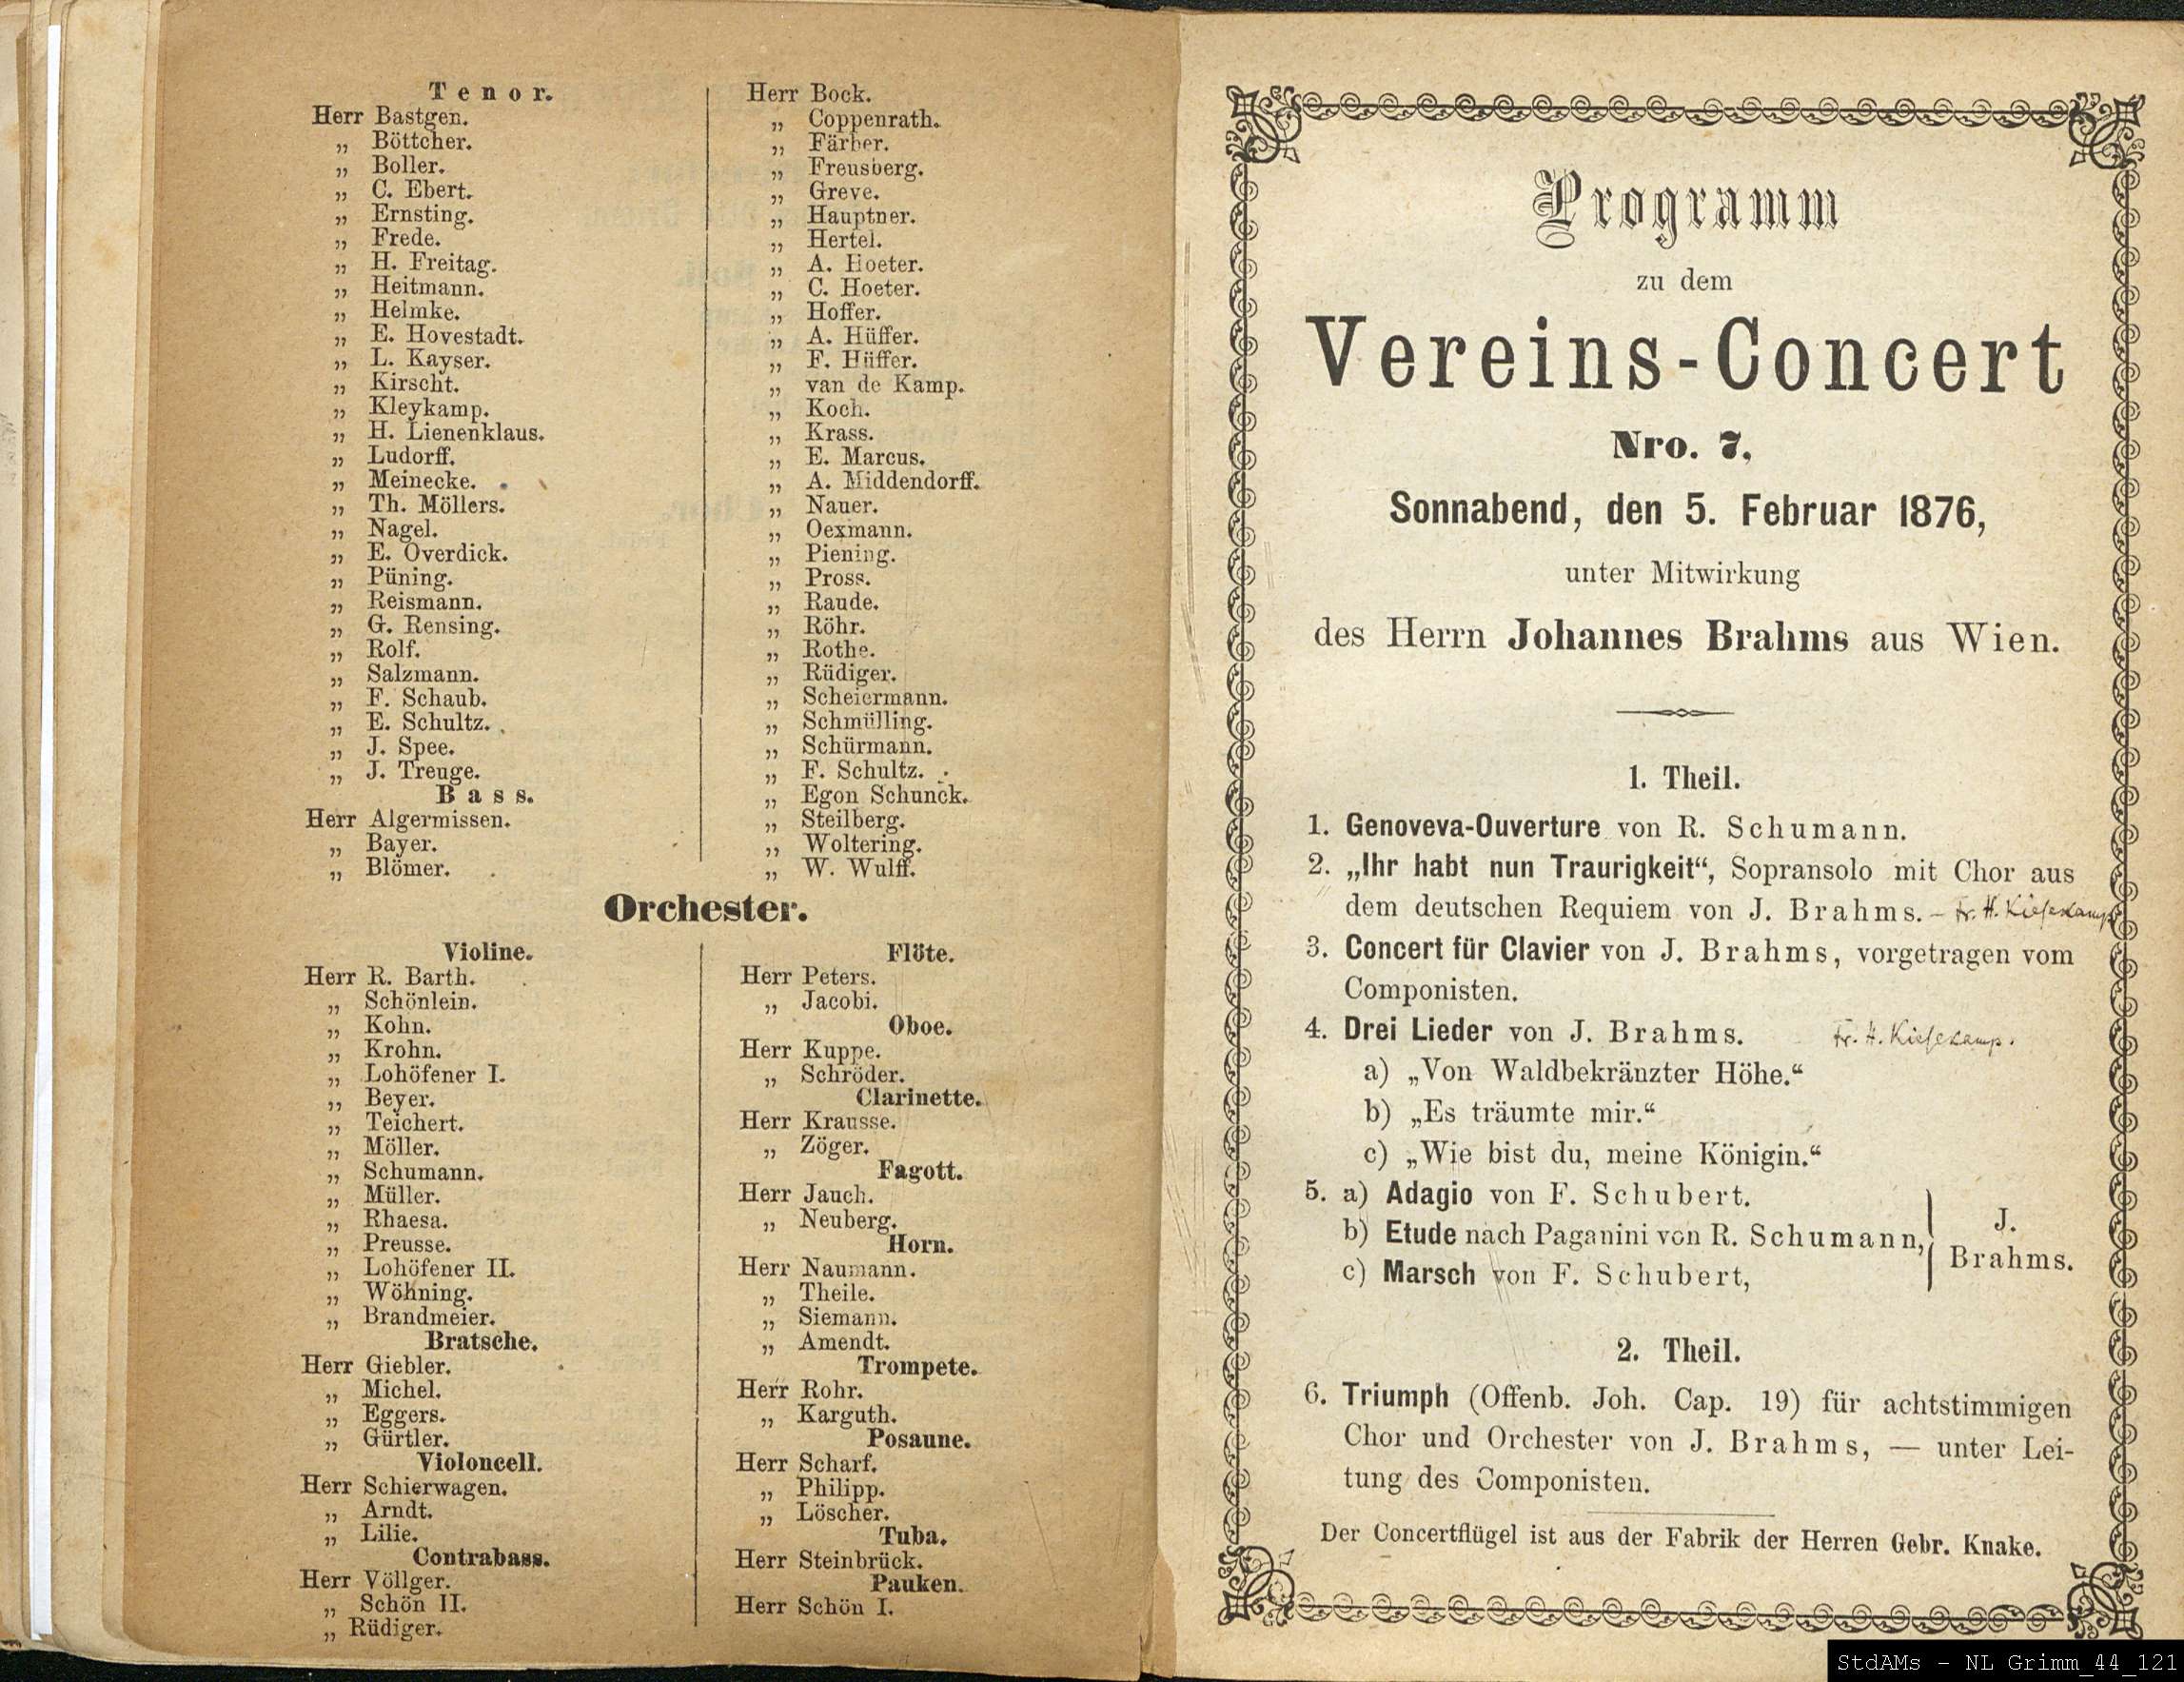 Tenor.
Herr Bastgen.
„ Böttcher.
„ Boller.
„ C. Ebert.
„ Ernsting.
„ Frede.
„ H. Freitag.
„ Heitmann.
„ Helmke.
„ E. Hovestadt.
„ L. Kayser.
„ Kirscht.
„ Kleykamp.
„ H. Lienenklaus.
„ Ludorff.
„ Meinecke.
„ Th. Möllers.
„ Nagel.
„ E. Overdick.
„ Püning.
„ Reismann.
„ G. Rensing.
„ Rolf.
„ Salzmann.
„ F. Schaub.
„ E. Schultz.
„ J. Spee.
„ J. Treuge.
Bass.
Herr Algermissen.
„ Bayer.
„ Blömer.
Herr Bock.
„ Coppenrath.
„ Färber.
„ Freusberg.
„ Greve.
„ Hauptner.
„ Hertel.
„ A. Hoeter.
„ C. Hoeter.
„ Hoffer.
„ A. Hüffer.
„ F. Hüffer.
„ van de Kamp.
„ Koch.
„ Krass.
„ E. Marcus.
„ A. Middendorff.
„ Nauer.
„ Oexmann.
„ Piening.
„ Pross.
„ Raude.
„ Röhr.
„ Rothe.
„ Rüdiger.
„ Scheiermann.
„ Schmülling.
„ Schürmann.
„ F. Schultz.
„ Egon Schunck.
„ Steilberg.
„ Woltering.
„ W. Wulff.
Orchester.
Violine.
Herr R. Barth.
„ Schönlein.
„ Kohn.
„ Krohn.
„ Lohöfener I.
„ Beyer.
„ Teichert.
„ Möller.
„ Schumann.
„ Müller.
„ Rhaesa.
„ Preusse.
„ Lohöfener II.
„ Wöhning.
„ Brandmeier.
Bratsche.
Herr Giebler.
„ Michel.
„ Eggers.
„ Gürtler.
Violoncell.
Herr Schierwagen.
„ Arndt.
„ Lilie.
Contrabass.
Herr Völlger.
„ Schön II.
„ Rüdiger.
Flöte.
Herr Peters.
„ Jacobi.
Oboe.
Herr Kuppe.
„ Schröder.
Clarinette.
Herr Krausse.
„ Zöger.
Fagott.
Herr Jauch.
„ Neuberg.
Horn.
Herr Naumann.
„ Theile.
„ Siemann.
„ Amendt.
Trompete.
Herr Rohr.
„ Karguth.
Posaune.
Herr Scharf.
„ Philipp.
„ Löscher.
Tuba.
Herr Steinbrück.
Pauken.
Herr Schön I.
Programm
zu dem
Vereins-Concert
Nro. 7.
Sonnabend, den 5. Februar 1876,
unter Mitwirkung
des Herrn Johannes Brahms aus Wien.
1. Theil.
1. Genoveva-Ouverture von R. Schumann.
2. „Ihr habt nun Traurigkeit“, Sopransolo mit Chor aus
dem deutschen Requiem von J. Brahms. – Fr. H. Kiesekamp
3. Concert für Clavier von J. Brahms, vorgetragen vom
Componisten.
4. Drei Lieder von J. Brahms. Fr. H. Kiesekamp.
a) „Von Waldbekränzter Höhe.“
b) „Es träumte mir.“
c) „Wie bist du, meine Königin.“
5. a) Adagio von F. Schubert.
b) Etude nach Paganini von R. Schumann,
c) Marsch von F. Schubert,
J.
Brahms.
2. Theil.
6. Triumph (Offenb. Joh. Cap. 19) für achtstimmigen
Chor und Orchester von J. Brahms, — unter Lei-
tung des Componisten.
Der Concertflügel ist aus der Fabrik der Herren Gebr. Knake.
StdAMs - NL Grimm_44_121